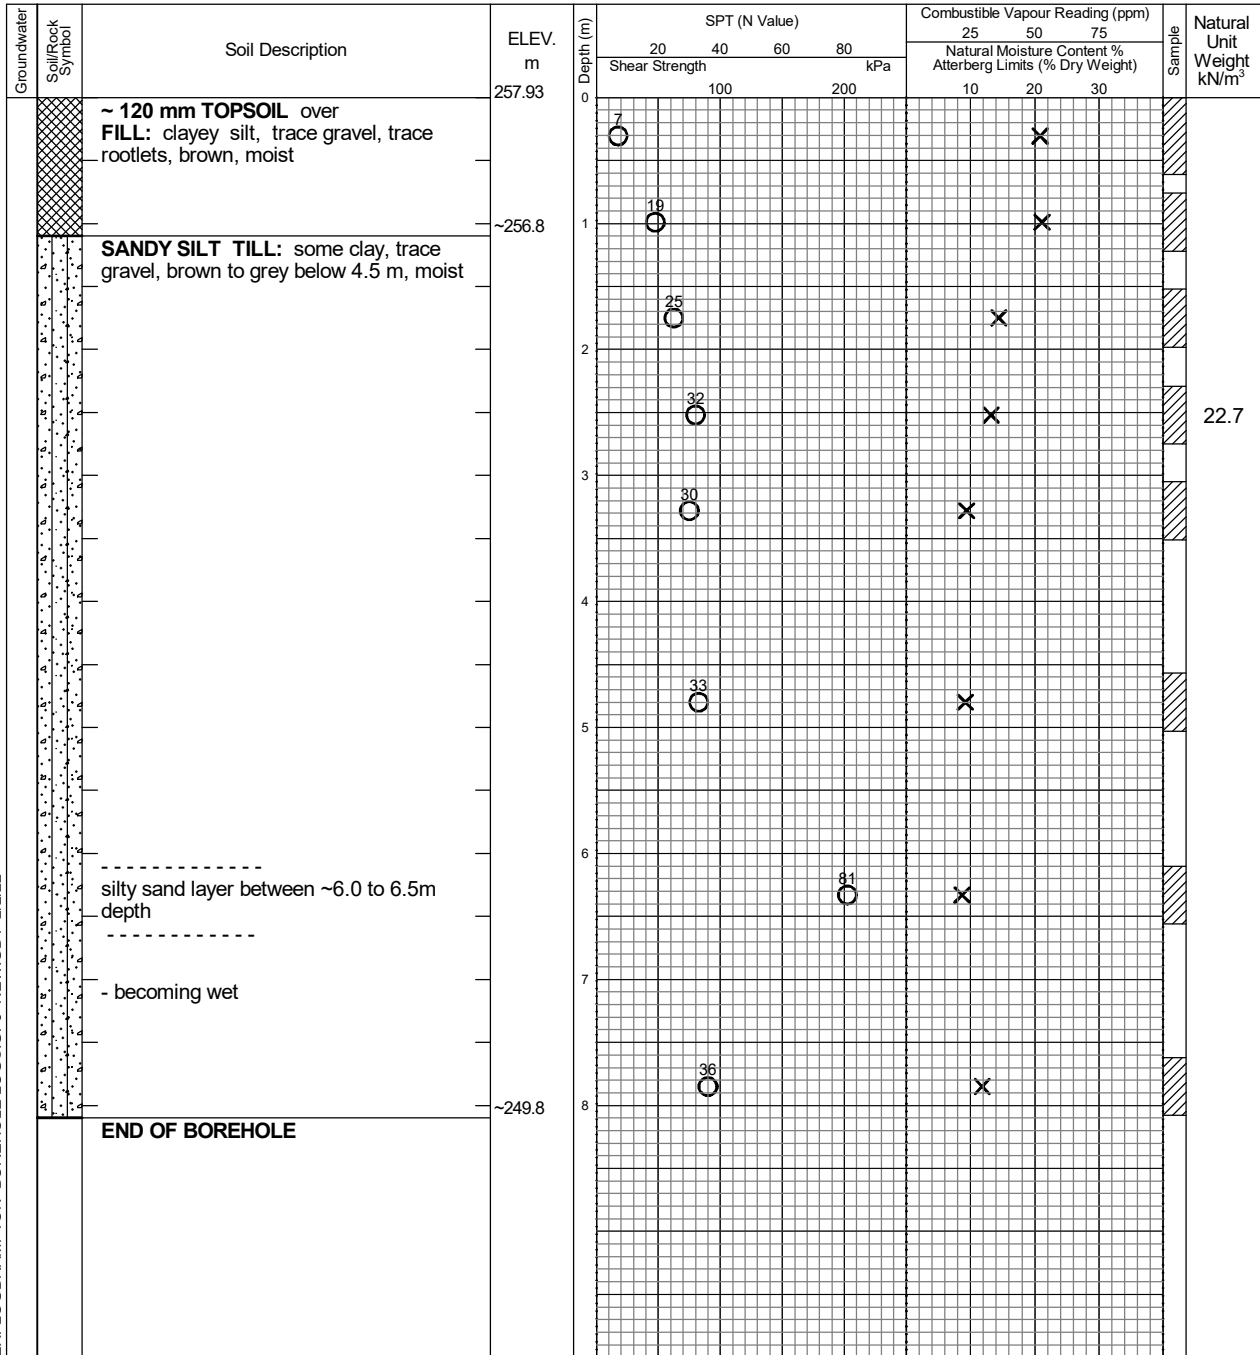 Groundwater
Soil/Rock
Symbol
Soil Description
ELEV.
m
Depth (m)
SPT (N Value)
20 40 60 80
Shear Strength kPa
100 200
Combustible Vapour Reading (ppm)
25 50 75
Natural Moisture Content %
Atterberg Limits (% Dry Weight)
10 20 30
Sample
Natural
Unit
Weight
kN/m³
257.93
0
~ 120 mm TOPSOIL over
FILL: clayey silt, trace gravel, trace
rootlets, brown, moist
7
19
~256.8
1
SANDY SILT TILL: some clay, trace
gravel, brown to grey below 4.5 m, moist
25
2
32
22.7
3
30
4
33
5
6
silty sand layer between ~6.0 to 6.5m
depth
81
7
- becoming wet
36
~249.8
8
END OF BOREHOLE